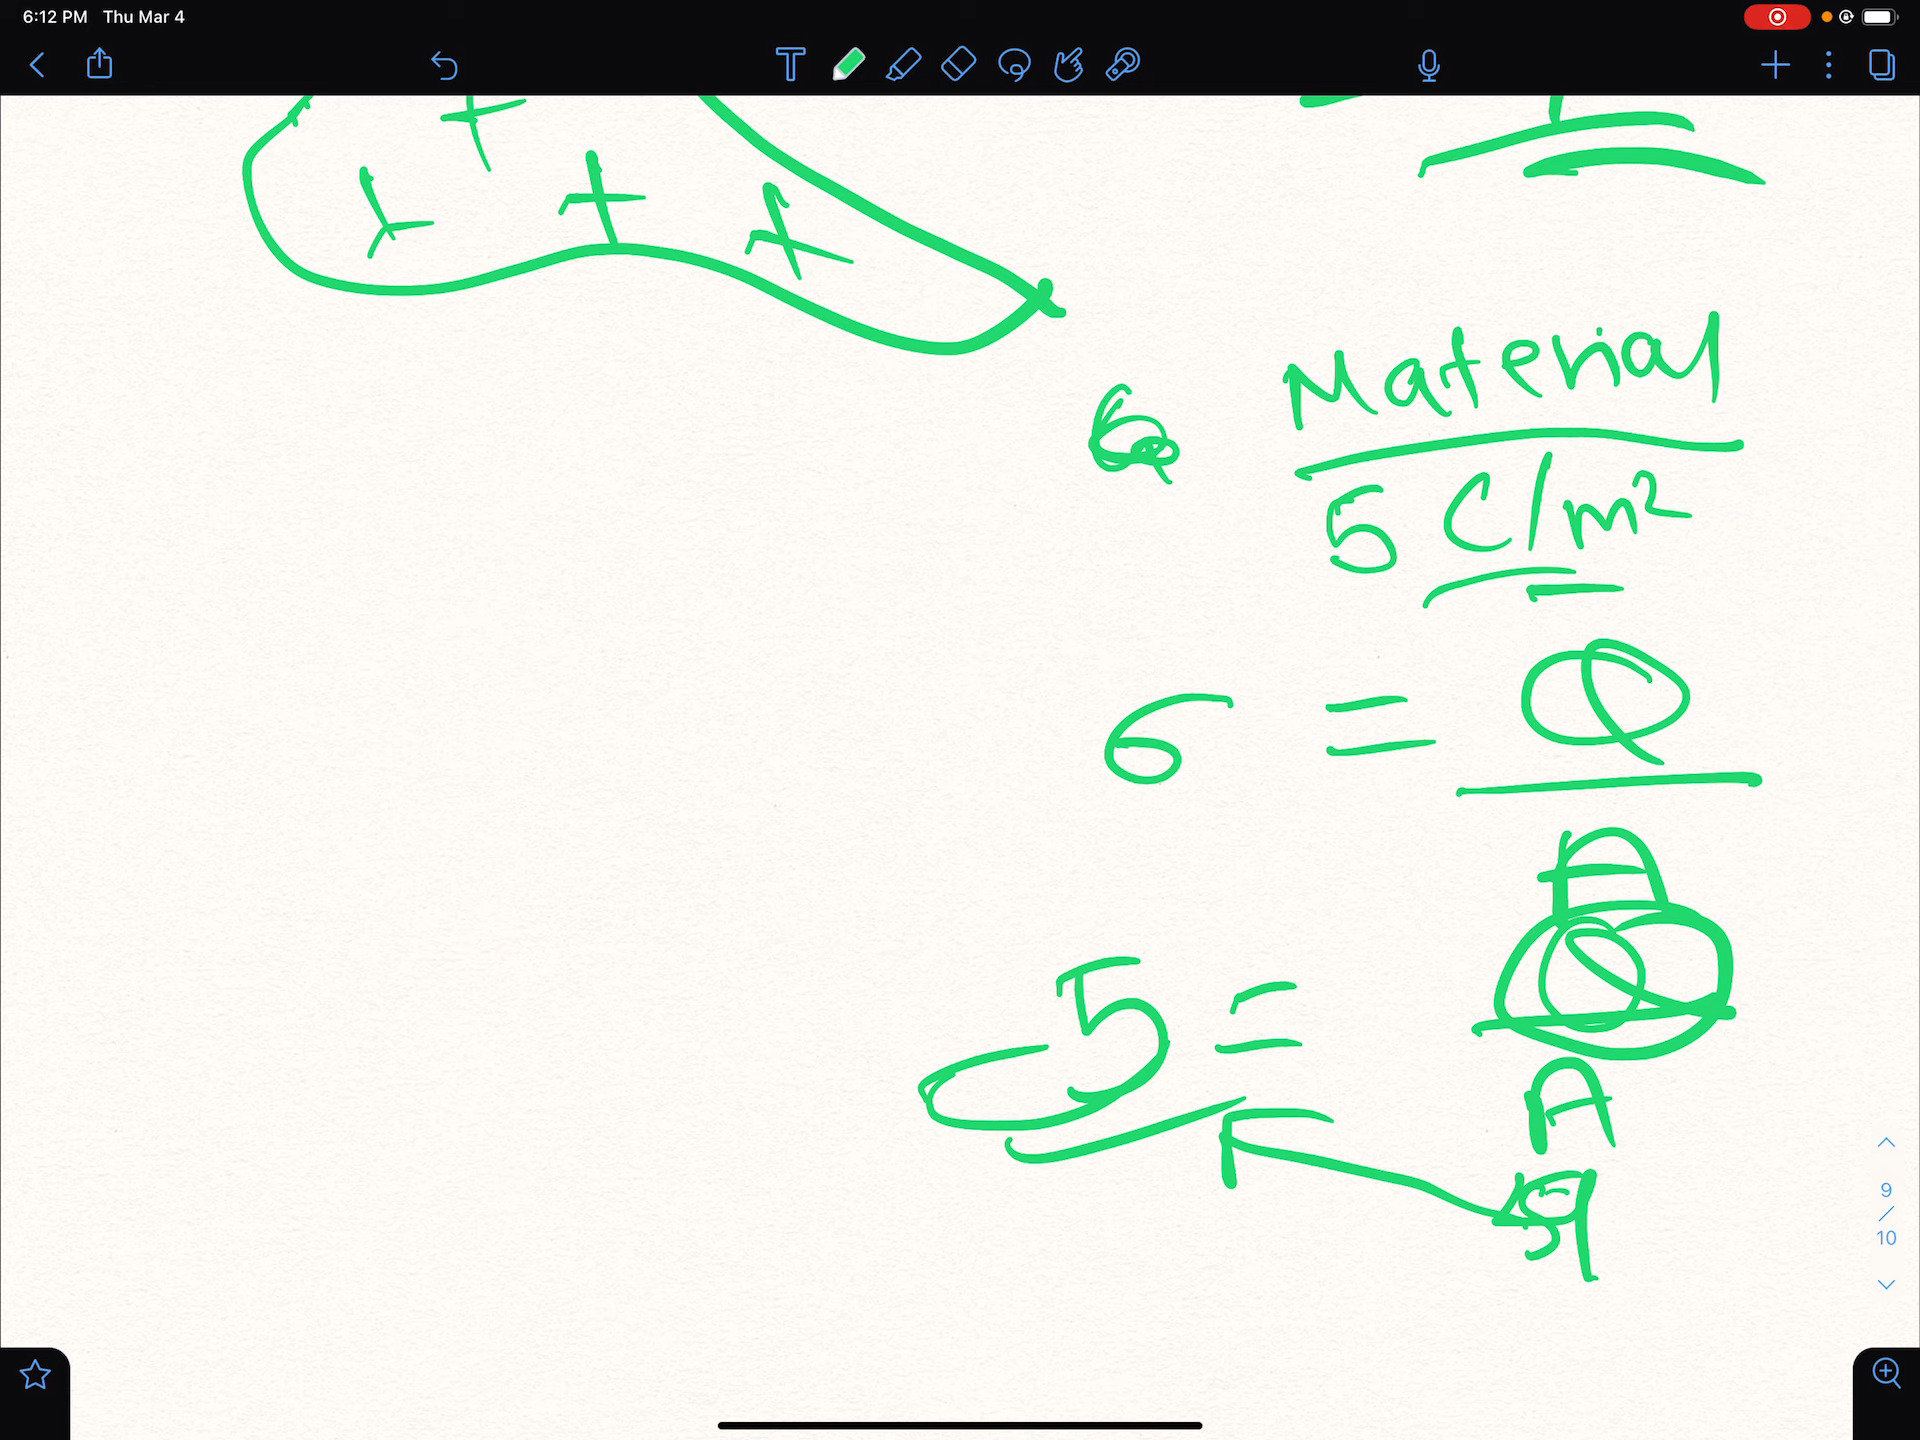 6:12 PM Thu Mar 4
+
+
+
+
Material
5 C/m²
σ = Q
A
5 = Q
A
9
/
10